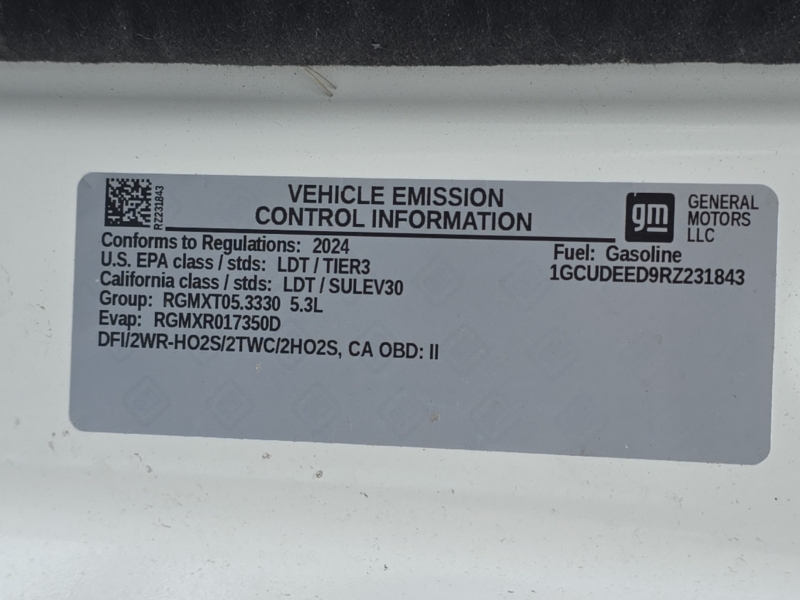 VEHICLE EMISSION
CONTROL INFORMATION
RZ231843
gm
GENERAL
MOTORS
LLC
Conforms to Regulations: 2024
U.S. EPA class / stds: LDT / TIER3
California class / stds: LDT / SULEV30
Group: RGMXT05.3330 5.3L
Evap: RGMXR017350D
DFI/2WR-HO2S/2TWC/2HO2S, CA OBD: II
Fuel: Gasoline
1GCUDEED9RZ231843